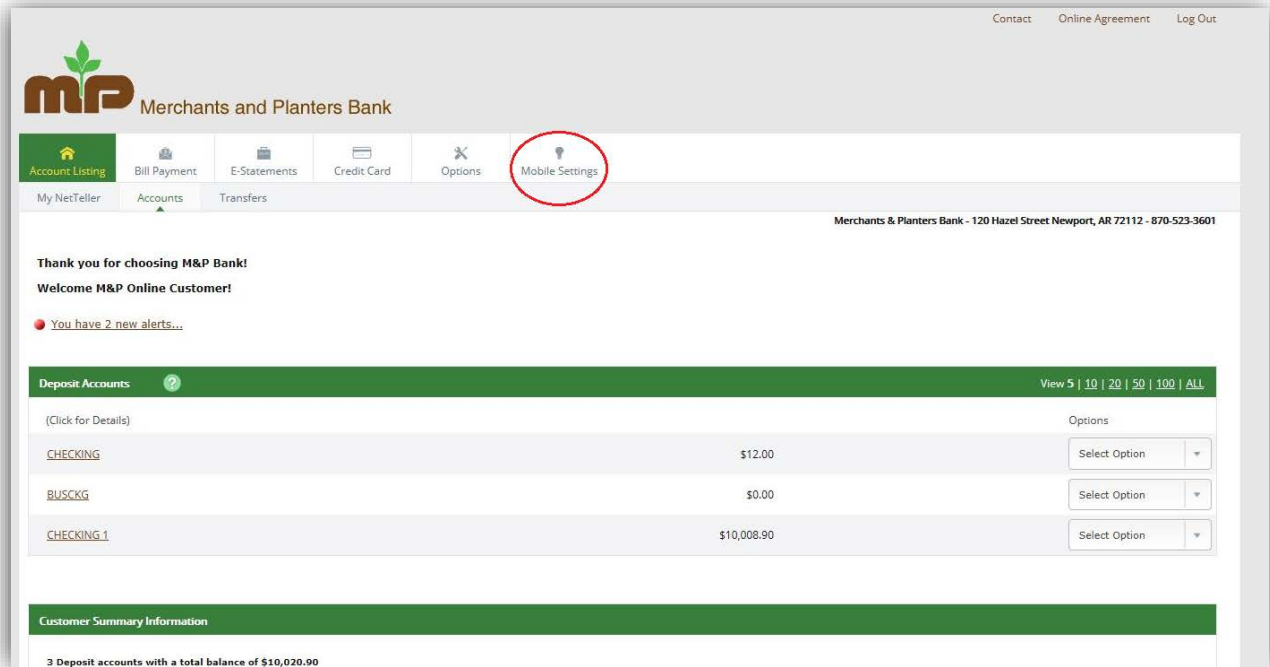 Contact Online Agreement Log Out
mp Merchants and Planters Bank
Account Listing Bill Payment E-Statements Credit Card Options Mobile Settings
My NetTeller Accounts Transfers
Merchants & Planters Bank - 120 Hazel Street Newport, AR 72112 - 870-523-3601
Thank you for choosing M&P Bank!
Welcome M&P Online Customer!
You have 2 new alerts...
Deposit Accounts ? View 5 | 10 | 20 | 50 | 100 | ALL
(Click for Details) Options
CHECKING $12.00 Select Option
BUSCKG $0.00 Select Option
CHECKING 1 $10,008.90 Select Option
Customer Summary Information
3 Deposit accounts with a total balance of $10,020.90